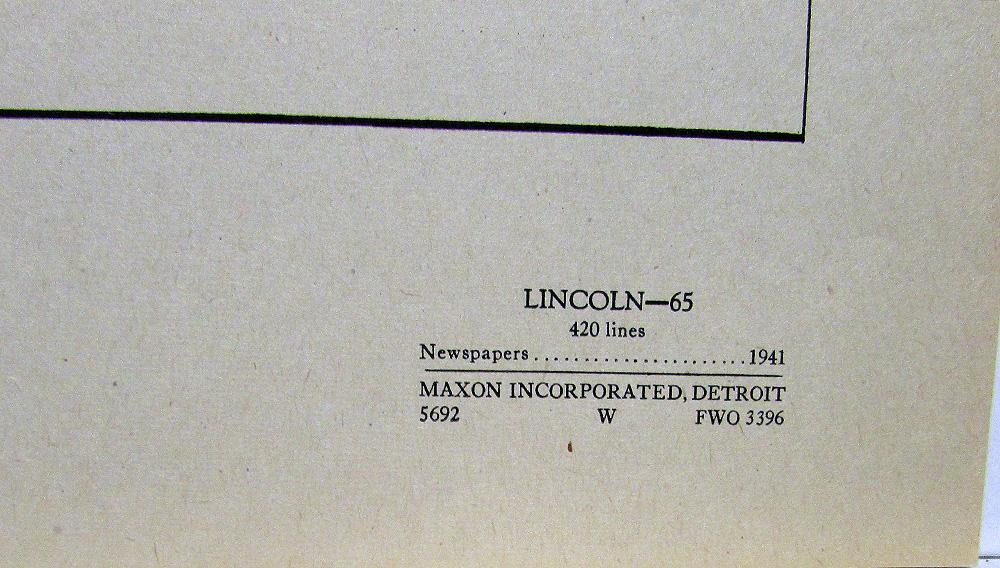 LINCOLN—65
420 lines
Newspapers......................1941
MAXON INCORPORATED, DETROIT
5692 W FWO 3396